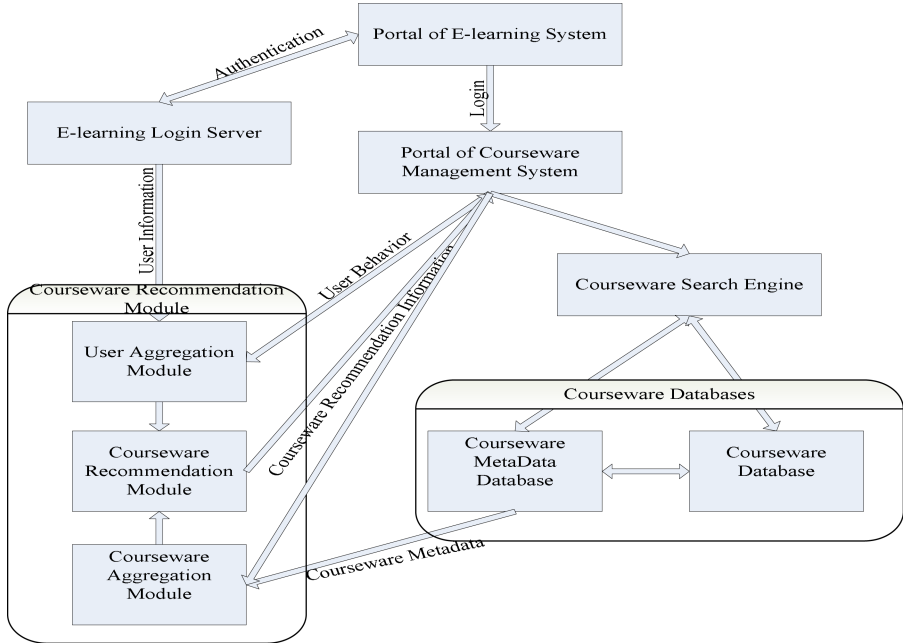 Portal of E-learning System
Authentication
Login
E-learning Login Server
Portal of Courseware
Management System
User Information
User Behavior
Courseware Recommendation Information
Courseware Search Engine
Courseware Recommendation
Module
User Aggregation
Module
Courseware
Recommendation
Module
Courseware
Aggregation
Module
Courseware Databases
Courseware
MetaData
Database
Courseware
Database
Courseware Metadata